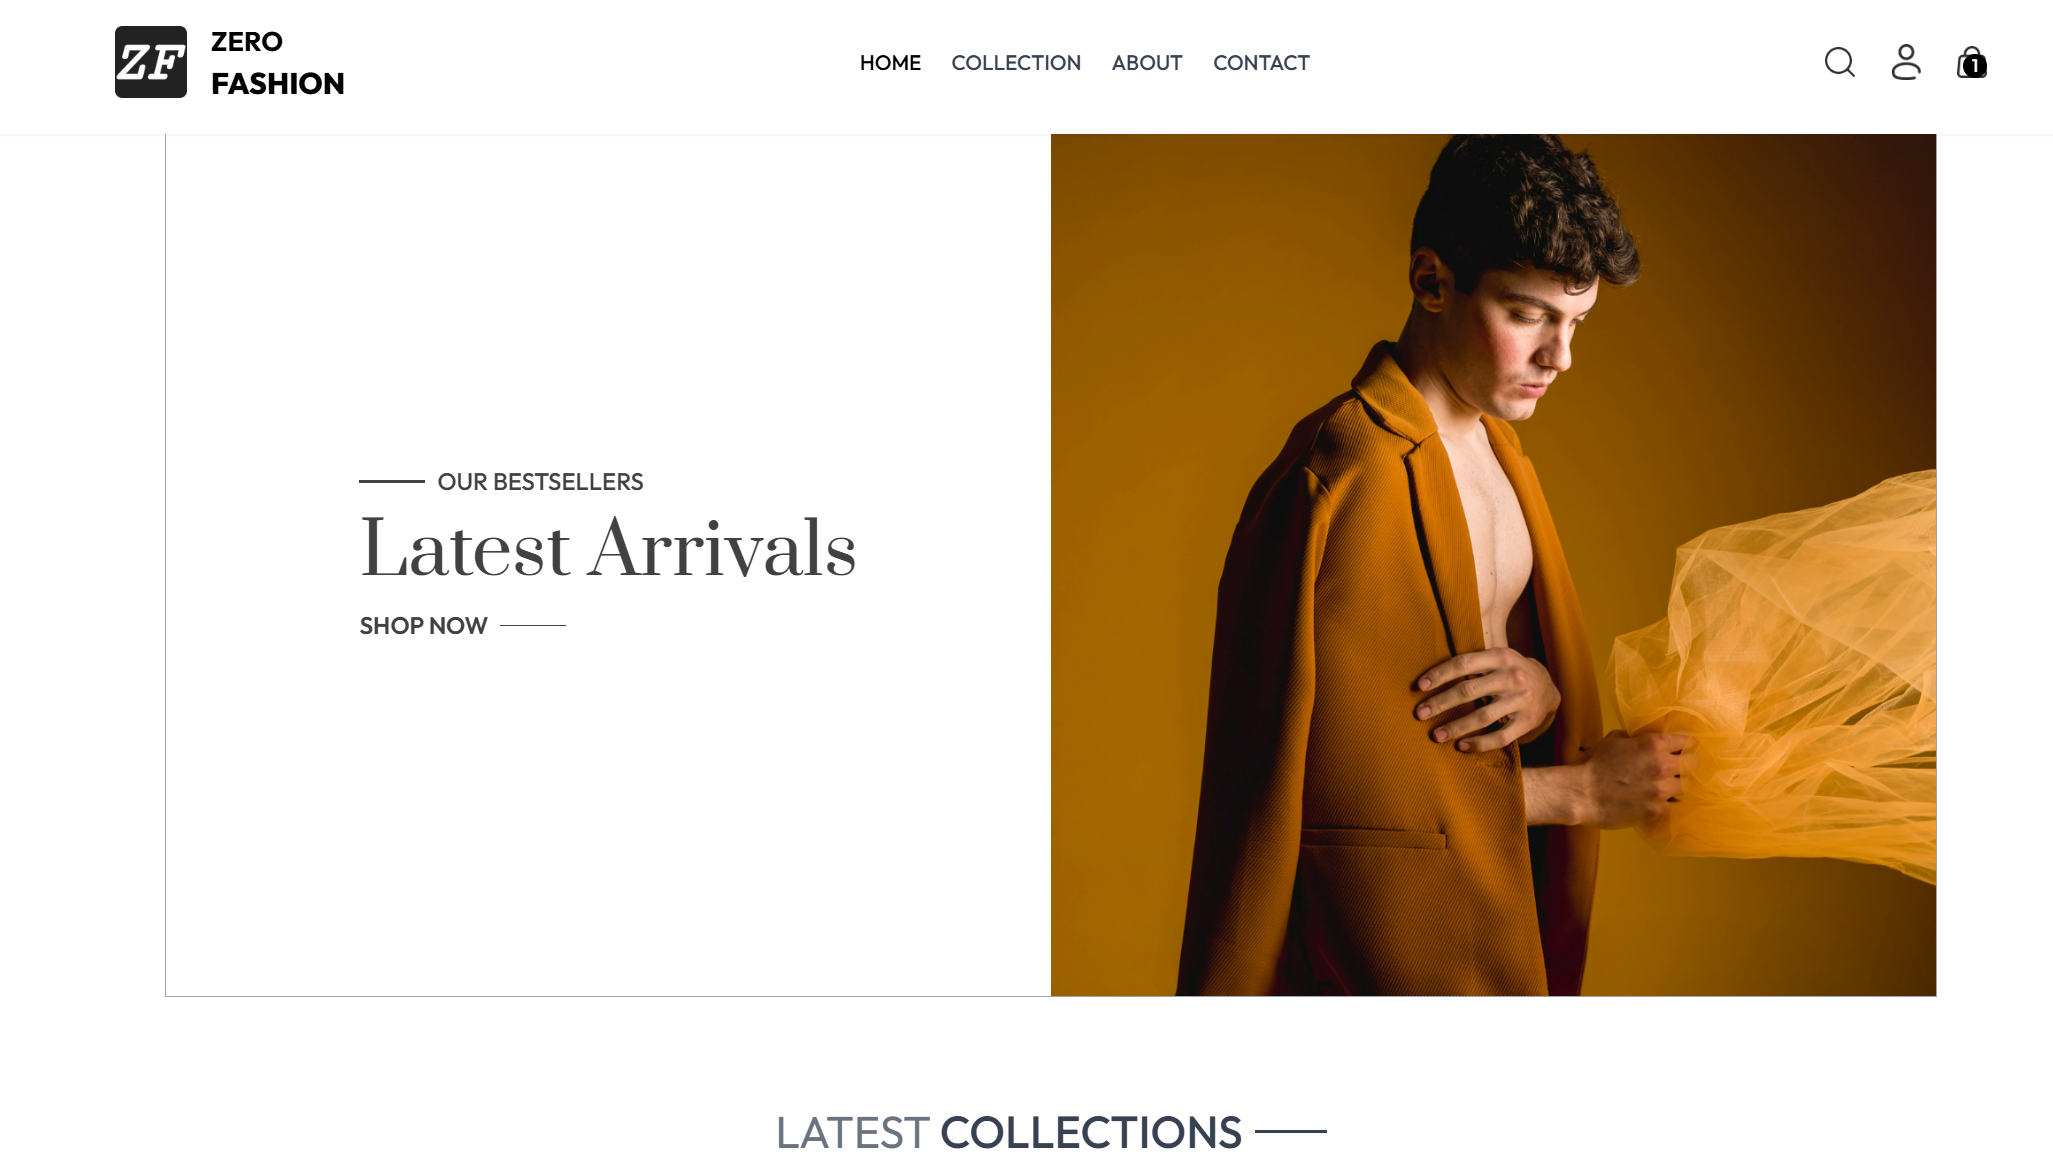 ZF
ZERO
FASHION
HOME COLLECTION ABOUT CONTACT
1
OUR BESTSELLERS
Latest Arrivals
SHOP NOW
LATEST COLLECTIONS